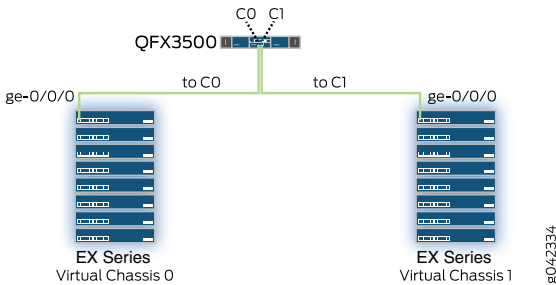 C0 C1
QFX3500
to C0 to C1
ge-0/0/0 ge-0/0/0
EX Series EX Series
Virtual Chassis 0 Virtual Chassis 1
g042334